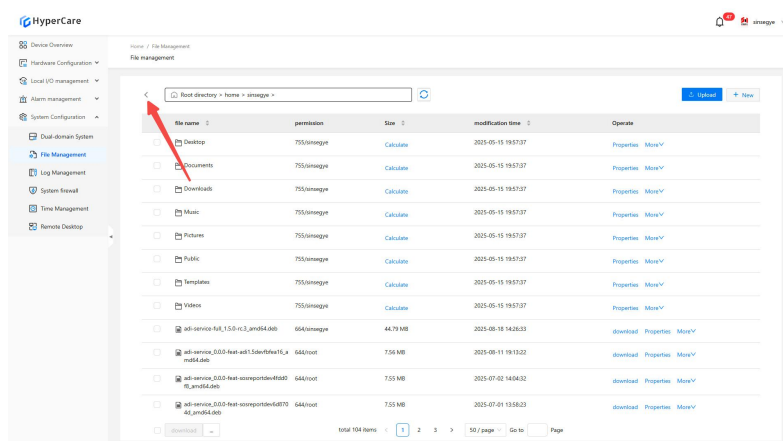 HyperCare
47
sinsegye
Device Overview
Hardware Configuration
Local I/O management
Alarm management
System Configuration
Dual-domain System
File Management
Log Management
System firewall
Time Management
Remote Desktop
Home / File Management
File management
Root directory > home > sinsegye >
Upload
+ New
file name permission Size modification time Operate
Desktop 755/sinsegye Calculate 2025-05-15 19:57:37 Properties More
Documents 755/sinsegye Calculate 2025-05-15 19:57:37 Properties More
Downloads 755/sinsegye Calculate 2025-05-15 19:57:37 Properties More
Music 755/sinsegye Calculate 2025-05-15 19:57:37 Properties More
Pictures 755/sinsegye Calculate 2025-05-15 19:57:37 Properties More
Public 755/sinsegye Calculate 2025-05-15 19:57:37 Properties More
Templates 755/sinsegye Calculate 2025-05-15 19:57:37 Properties More
Videos 755/sinsegye Calculate 2025-05-15 19:57:37 Properties More
adi-service-full_1.5.0-rc.3_amd64.deb 664/sinsegye 44.79 MB 2025-08-18 14:26:33 download Properties More
adi-service_0.0.0-feat-adi1.5devfbfea16_a 644/root 7.56 MB 2025-08-11 19:13:22 download Properties More
md64.deb
adi-service_0.0.0-feat-sosreportdev4fdd0 644/root 7.55 MB 2025-07-02 14:04:32 download Properties More
f8_amd64.deb
adi-service_0.0.0-feat-sosreportdev6d870 644/root 7.55 MB 2025-07-01 13:58:23 download Properties More
4d_amd64.deb
download ... total 104 items < 1 2 3 > 50 / page Go to Page